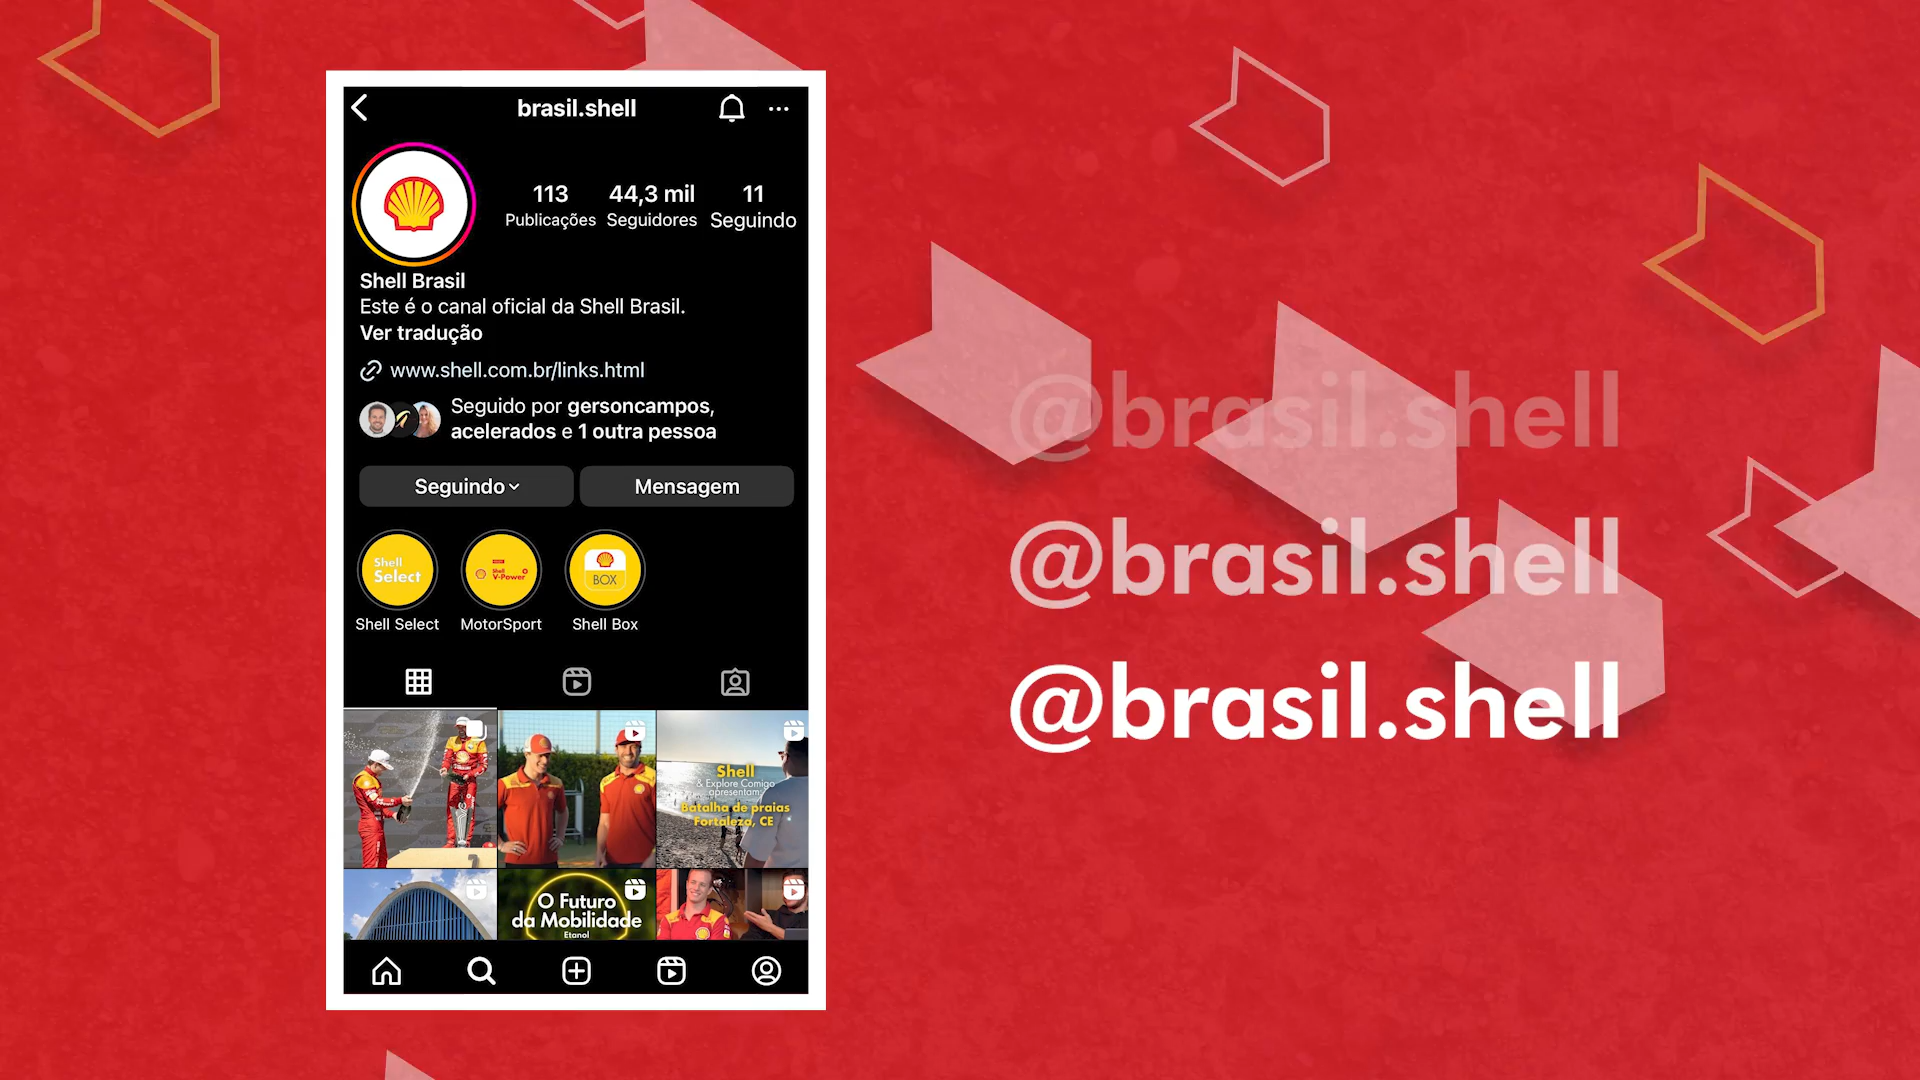 brasil.shell
113
44,3 mil
11
Publicações
Seguidores
Seguindo
Shell Brasil
Este é o canal oficial da Shell Brasil.
Ver tradução
www.shell.com.br/links.html
Seguido por gersoncampos,
acelerados e 1 outra pessoa
Seguindo
Mensagem
Shell
Select
Shell
V-Power
BOX
Shell Select
MotorSport
Shell Box
Shell
& Explore Comigo
apresentam:
Batalha de praias
Fortaleza, CE
O Futuro
da Mobilidade
Etanol
@brasil.shell
@brasil.shell
@brasil.shell